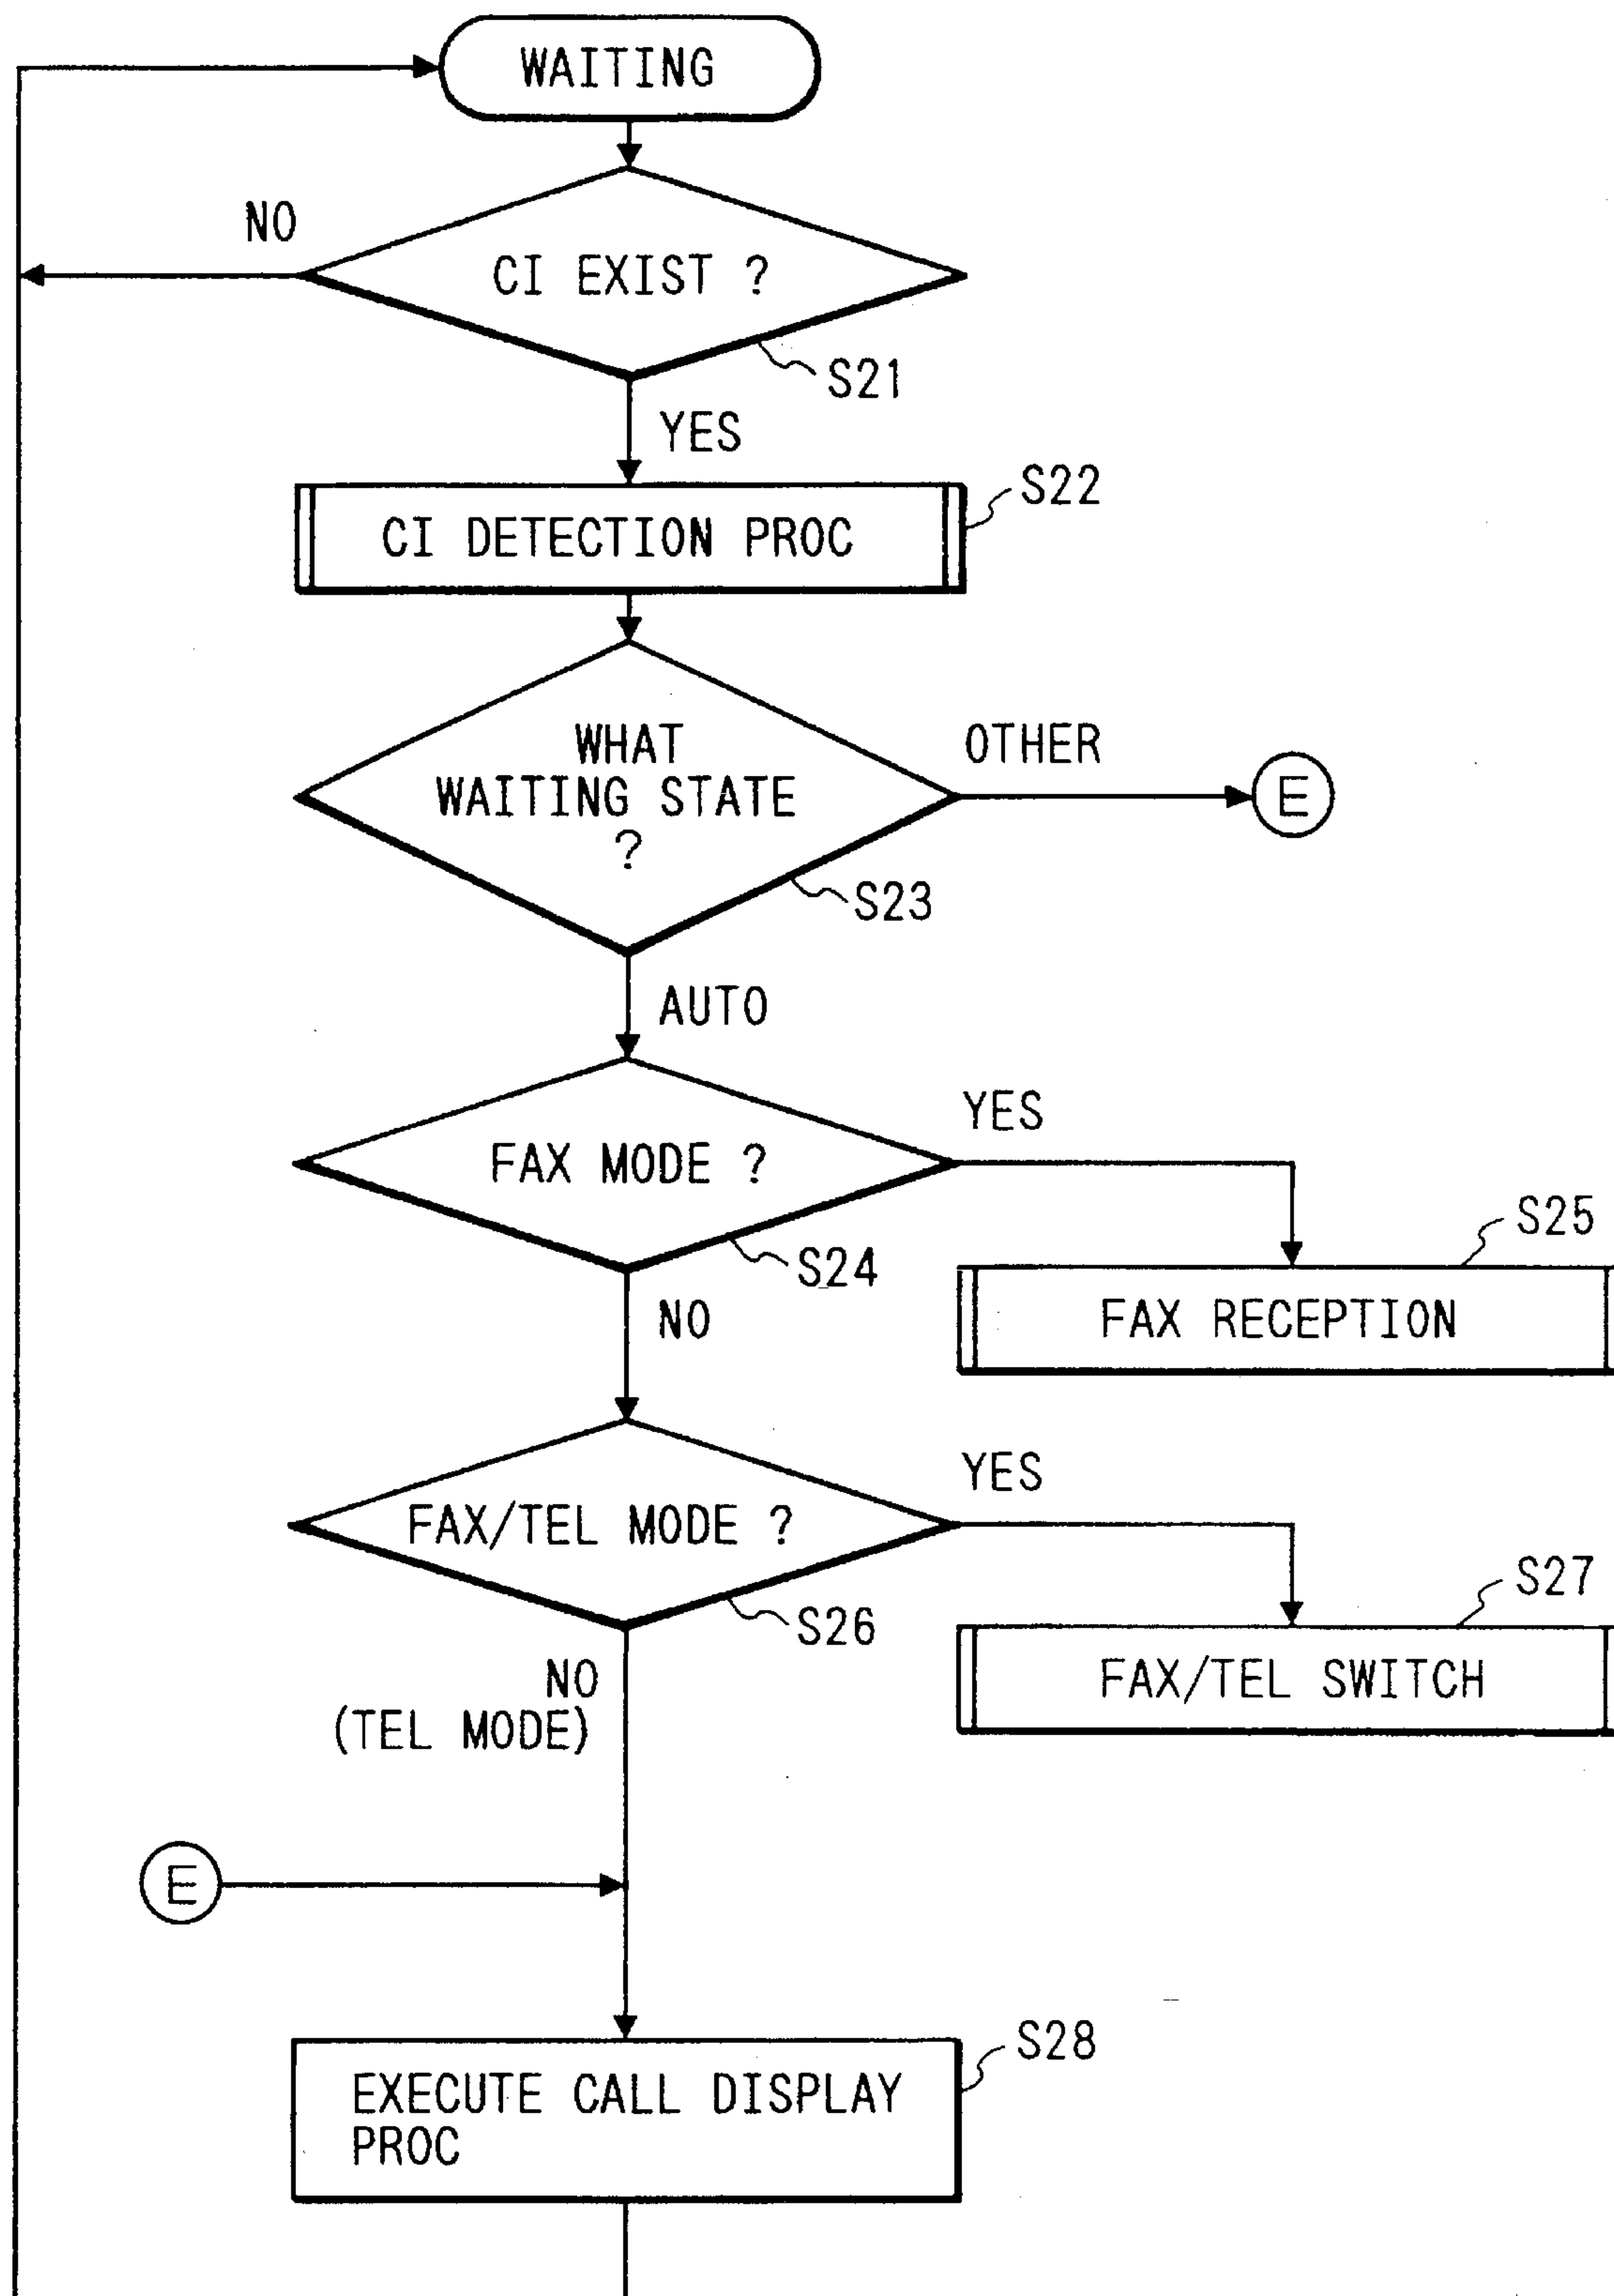 WAITING
NO
CI EXIST ?
S21
YES
S22
CI DETECTION PROC
WHAT
WAITING STATE
?
OTHER
E
S23
AUTO
FAX MODE ?
YES
S24
S25
NO
FAX RECEPTION
FAX/TEL MODE ?
YES
S26
S27
NO
(TEL MODE)
FAX/TEL SWITCH
E
S28
EXECUTE CALL DISPLAY
PROC